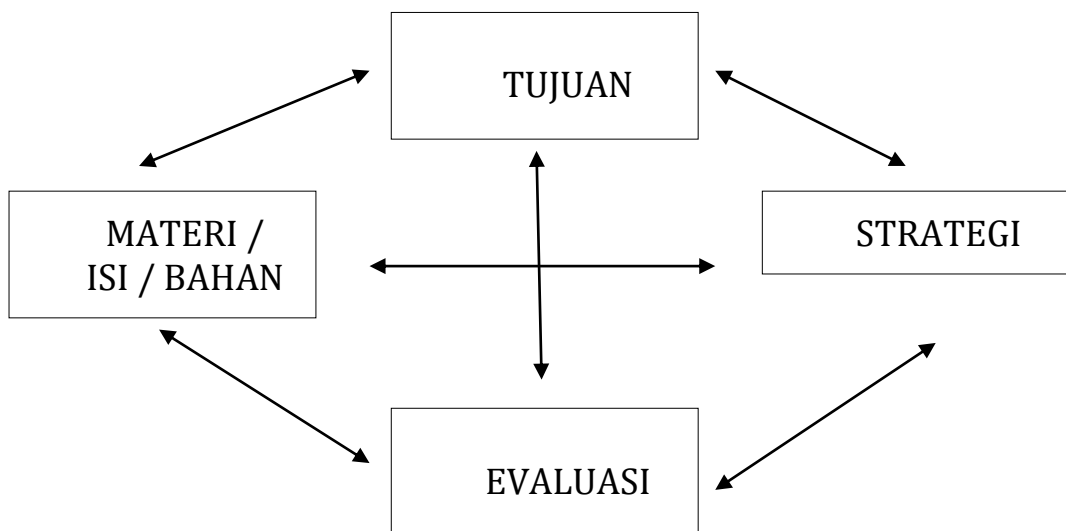 TUJUAN
MATERI /
ISI / BAHAN
STRATEGI
EVALUASI